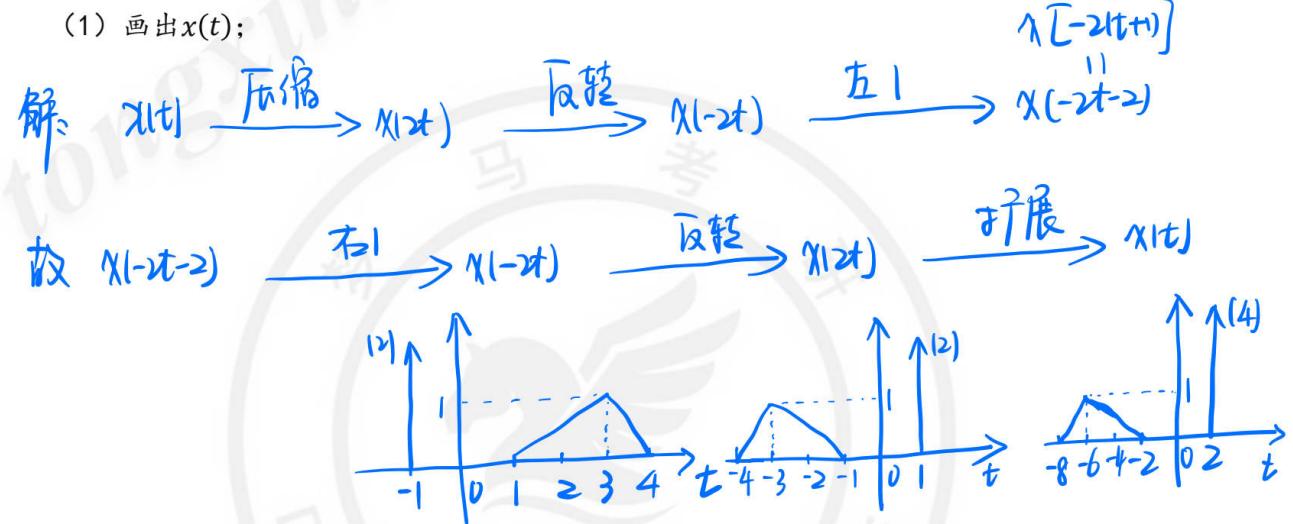 （1）画出x(t)；
x[-2(t+1)]
||
解： x(t) 压缩 x(2t) 反转 x(-2t) 左1 x(-2t-2)
故 x(-2t-2) 右1 x(-2t) 反转 x(2t) 扩展 x(t)
(2) (2) (4)
1 1 1
-1 0 1 2 3 4 t -4 -3 -2 -1 0 1 t -8 -6 -4 -2 0 2 t
马 考